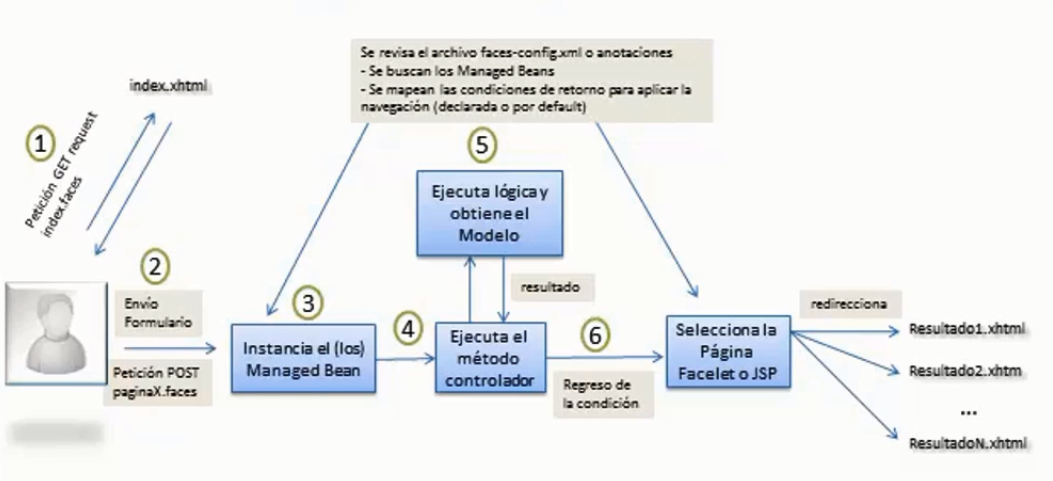 Se revisa el archivo faces-config.xml o anotaciones
- Se buscan los Managed Beans
- Se mapean las condiciones de retorno para aplicar la
navegación (declarada o por default)
index.xhtml
1
Petición GET request
index.faces
5
Ejecuta lógica y
obtiene el
Modelo
2
Envío
Formulario
Petición POST
paginaX.faces
3
Instancia el (los)
Managed Bean
4
resultado
Ejecuta el
método
controlador
6
Regreso de
la condición
Selecciona la
Página
Facelet o JSP
redirecciona
Resultado1.xhtml
Resultado2.xhtm
...
ResultadoN.xhtml